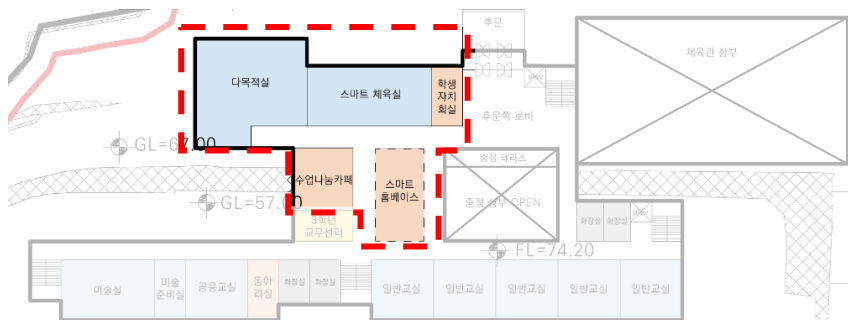 후문
elev
체육관 상부
다목적실
스마트 체육실
학생
자치
회실
후문쪽 로비
GL=67.00
중정 테라스
수업나눔카페
스마트
홈베이스
중정 상부 OPEN
GL=57.00
화장실
화장실
elev
3학년
교무센터
FL=74.20
미술실
미술
준비실
공용교실
동아
리실
화장실
화장실
일반교실
일반교실
일반교실
일반교실
일반교실